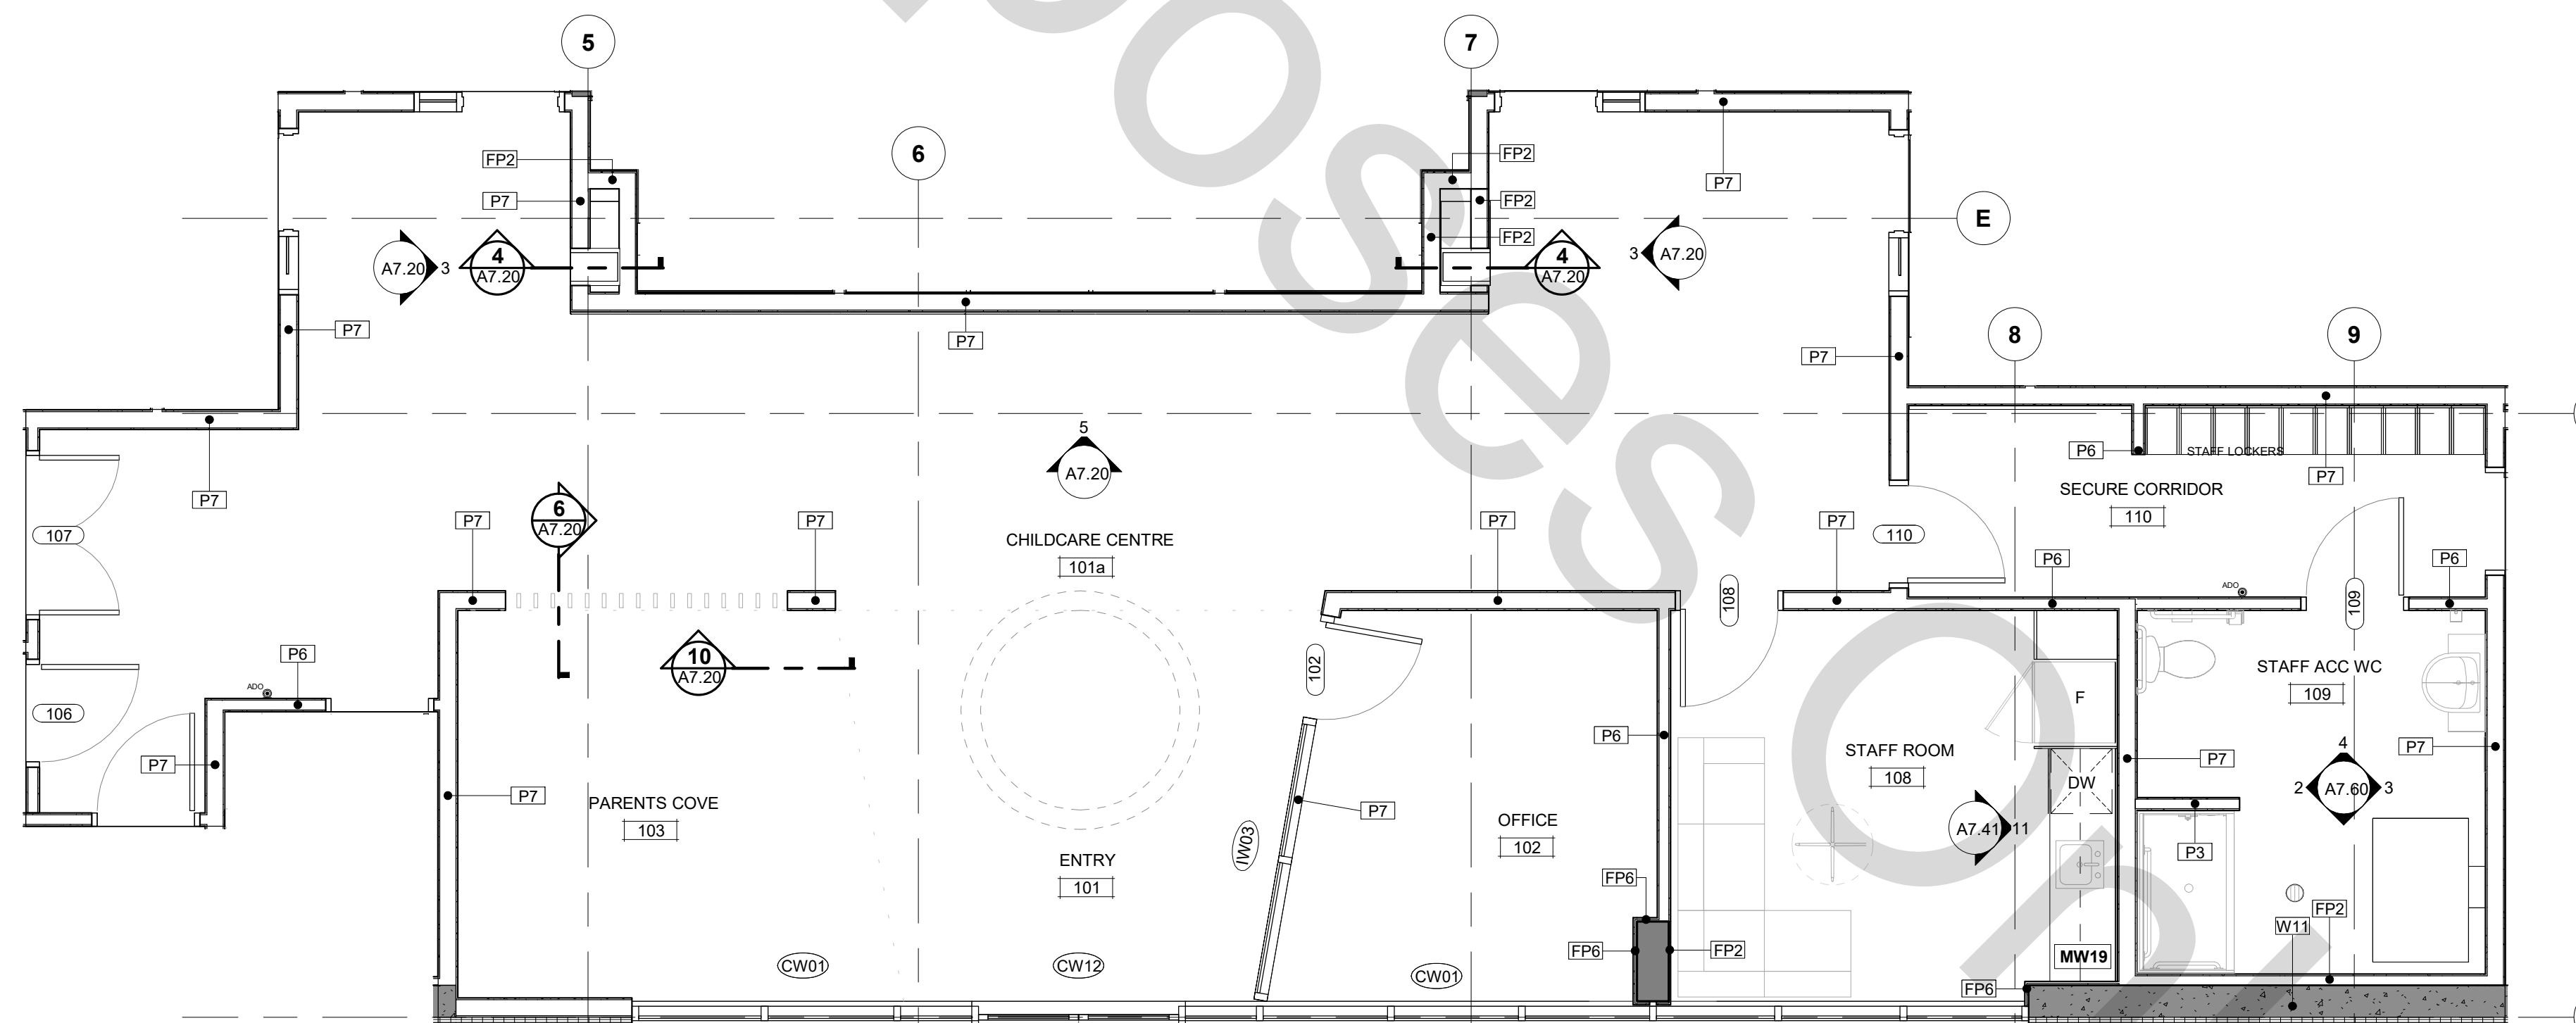 5
7
6
FP2
FP2
P7
P7
FP2
E
FP2
A7.20
3
4
A7.20
4
A7.20
3
A7.20
P7
P7
P7
8
9
P7
5
A7.20
P6
STAFF LOCKERS
P7
SECURE CORRIDOR
110
P7
6
A7.20
P7
P7
P7
P7
107
CHILDCARE CENTRE
101a
110
P6
P6
ADO
108
109
P6
10
A7.20
102
STAFF ACC WC
109
ADO
106
F
P6
P7
P7
STAFF ROOM
108
P7
P7
4
2
A7.60
3
DW
P7
PARENTS COVE
103
P7
OFFICE
102
A7.41
11
IW03
P3
ENTRY
101
FP6
FP2
W11
FP6
FP2
MW19
CW01
CW12
CW01
FP6